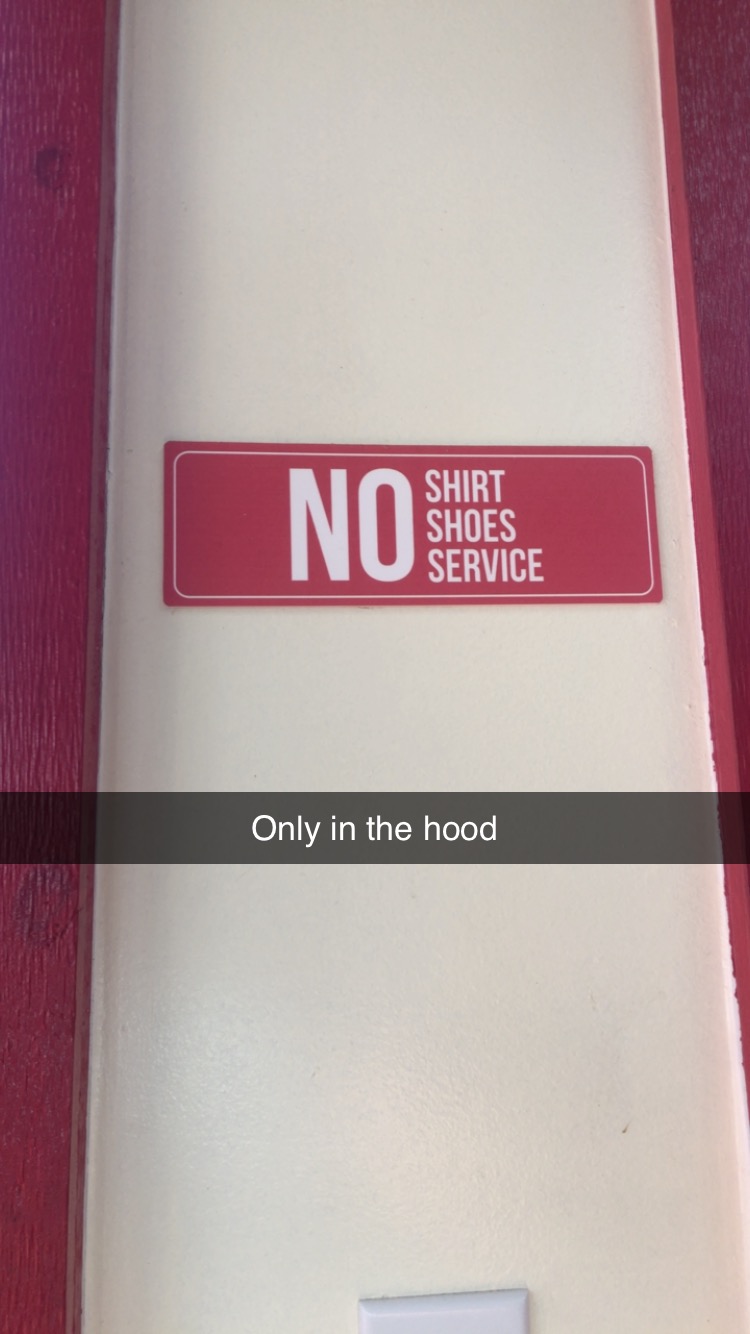 NO SHIRT
SHOES
SERVICE
Only in the hood